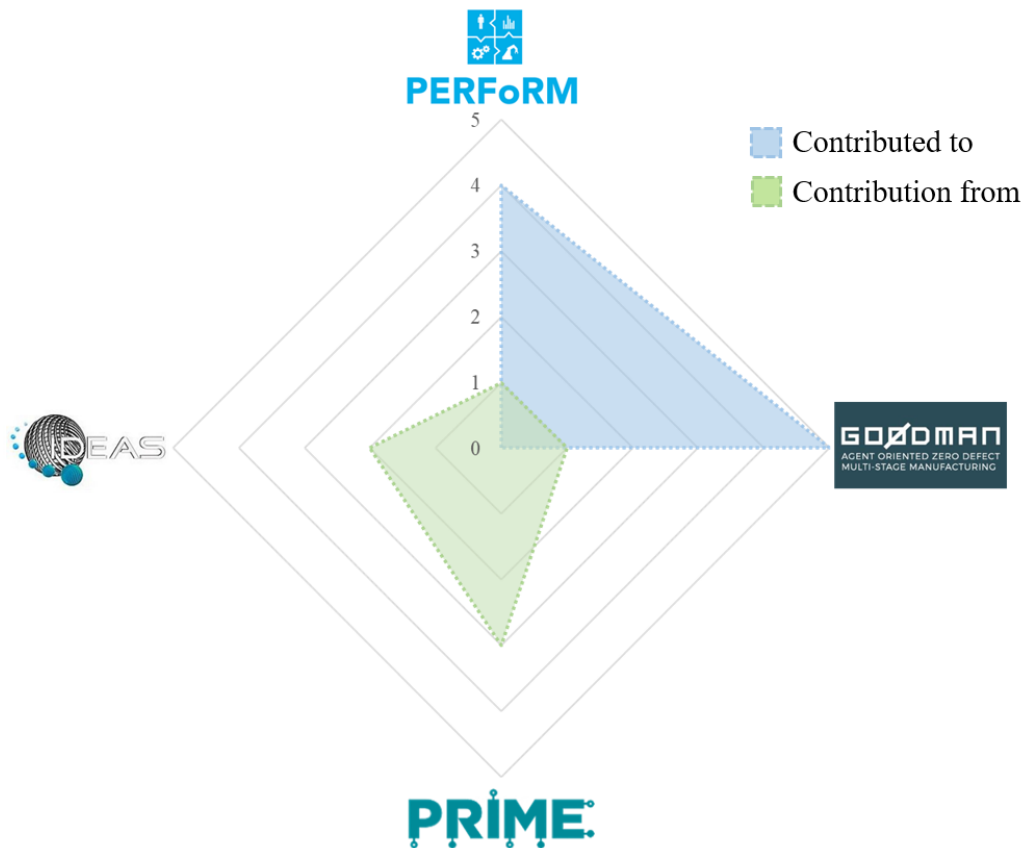 PERFoRM
5
Contributed to
4
Contribution from
3
2
1
0
iDEAS
GOØDMAN
AGENT ORIENTED ZERO DEFECT
MULTI-STAGE MANUFACTURING
PRIME